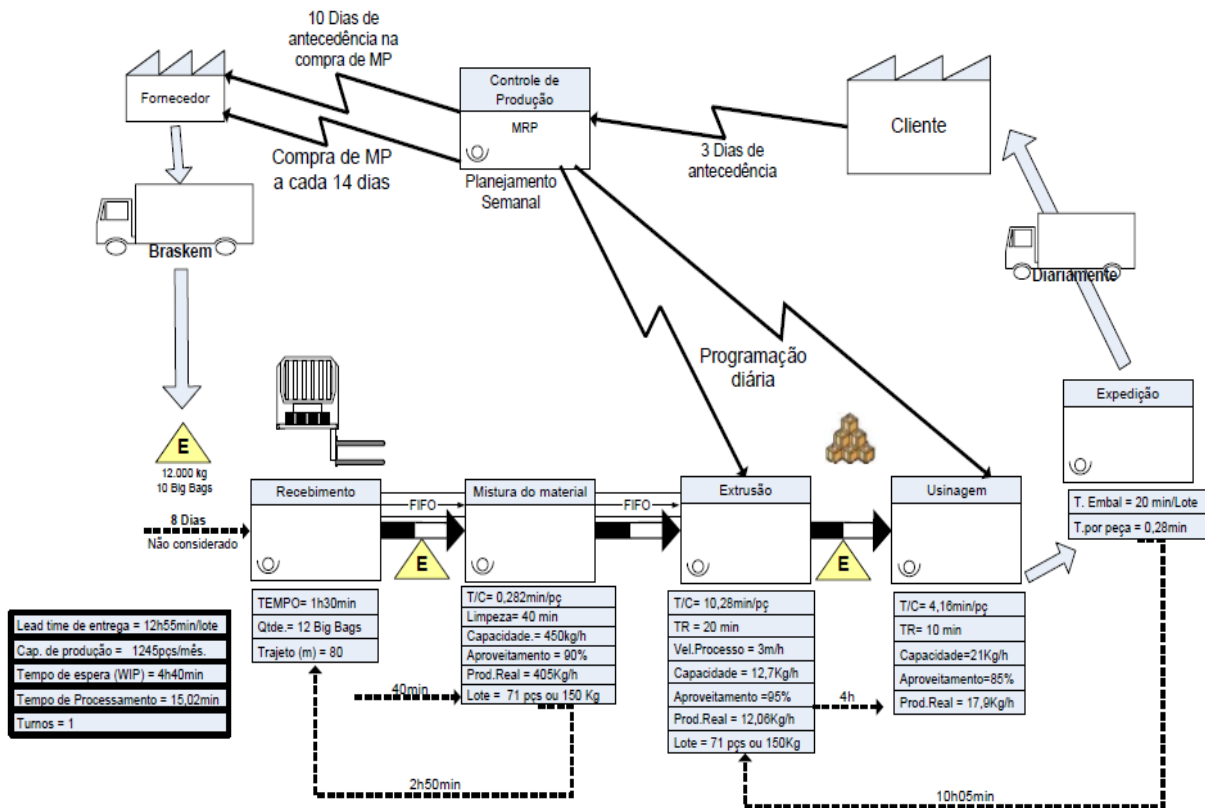 10 Dias de
antecedência na
compra de MP
Fornecedor
Controle de
Produção
MRP
Planejamento
Semanal
Cliente
3 Dias de
antecedência
Compra de MP
a cada 14 dias
Braskem
Diariamente
Programação
diária
E
12.000 kg
10 Big Bags
8 Dias
Não considerado
Recebimento
FIFO
Mistura do material
FIFO
Extrusão
Usinagem
Expedição
E
E
TEMPO= 1h30min
Qtde.= 12 Big Bags
Trajeto (m) = 80
T/C= 0,282min/pç
Limpeza= 40 min
Capacidade.= 450kg/h
Aproveitamento = 90%
Prod.Real = 405Kg/h
Lote = 71 pçs ou 150 Kg
T/C= 10,28min/pç
TR = 20 min
Vel.Processo = 3m/h
Capacidade = 12,7Kg/h
Aproveitamento =95%
Prod.Real = 12,06Kg/h
Lote = 71 pçs ou 150Kg
T/C= 4,16min/pç
TR= 10 min
Capacidade=21Kg/h
Aproveitamento=85%
Prod.Real = 17,9Kg/h
T. Embal = 20 min/Lote
T.por peça = 0,28min
Lead time de entrega = 12h55min/lote
Cap. de produção = 1245pçs/mês.
Tempo de espera (WIP) = 4h40min
Tempo de Processamento = 15,02min
Turnos = 1
40min
4h
2h50min
10h05min